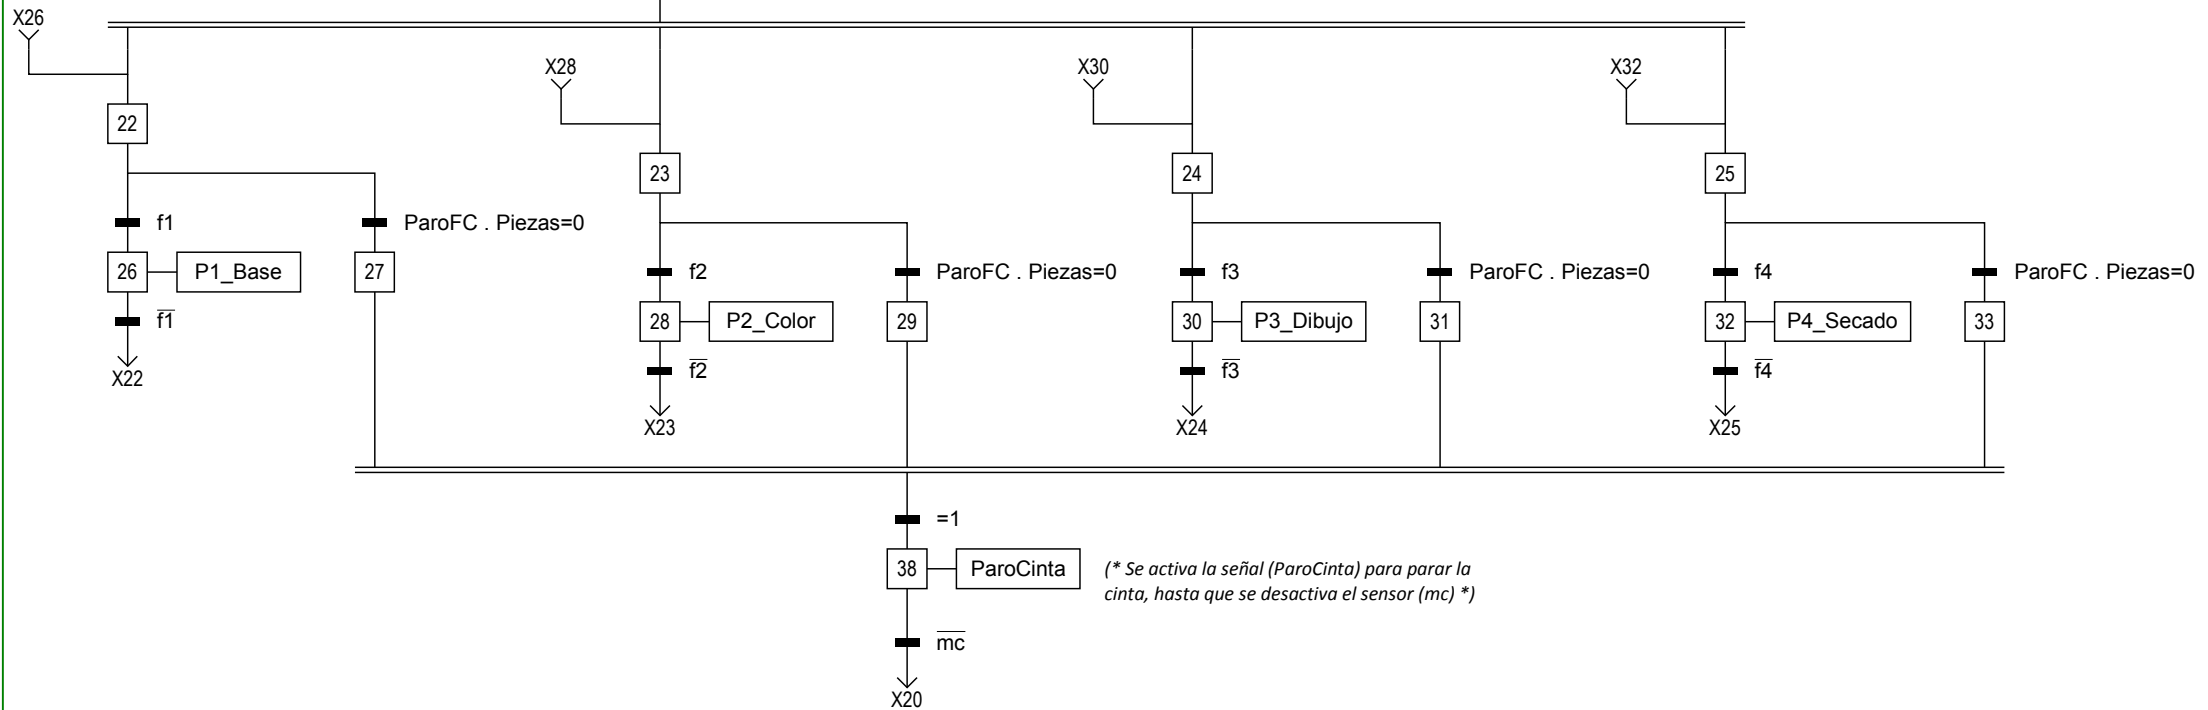 X26
X28
X30
X32
22
23
24
25
f1
ParoFC . Piezas=0
f2
ParoFC . Piezas=0
f3
ParoFC . Piezas=0
f4
ParoFC . Piezas=0
26
P1_Base
27
28
P2_Color
29
30
P3_Dibujo
31
32
P4_Secado
33
f1̅
f2̅
f3̅
f4̅
X22
X23
X24
X25
=1
38
ParoCinta
(* Se activa la señal (ParoCinta) para parar la
cinta, hasta que se desactiva el sensor (mc) *)
m̅c̅
X20